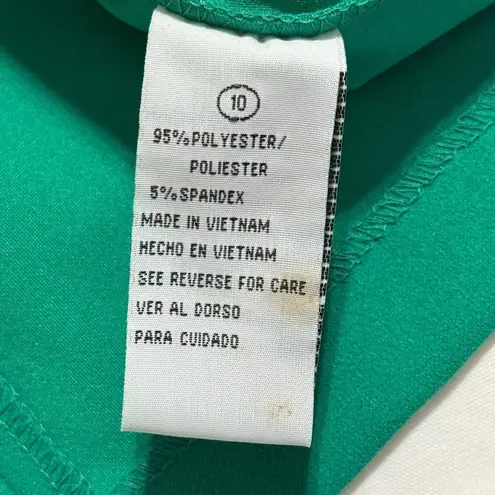 10
95%POLYESTER/
POLIESTER
5%SPANDEX
MADE IN VIETNAM
HECHO EN VIETNAM
SEE REVERSE FOR CARE
VER AL DORSO
PARA CUIDADO